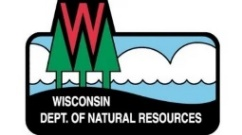 W
WISCONSIN
DEPT. OF NATURAL RESOURCES